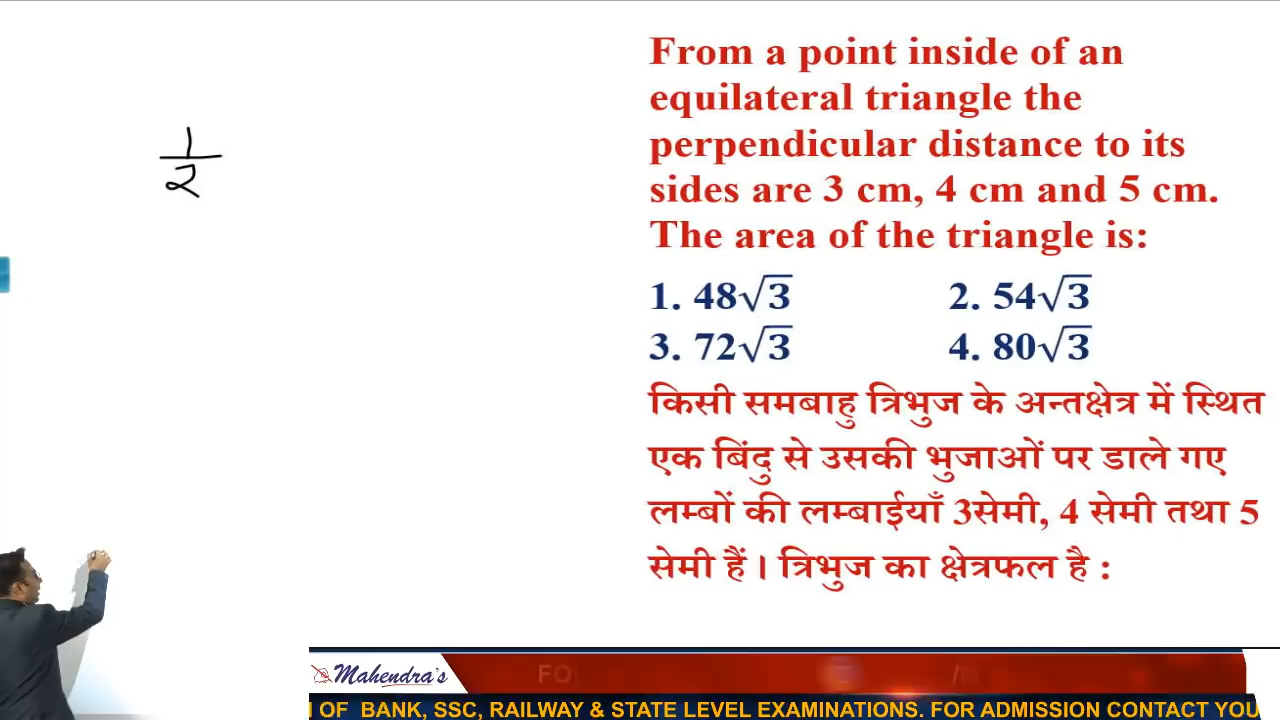 1
2
From a point inside of an
equilateral triangle the
perpendicular distance to its
sides are 3 cm, 4 cm and 5 cm.
The area of the triangle is:
1. 48√3 2. 54√3
3. 72√3 4. 80√3
किसी समबाहु त्रिभुज के अन्तक्षेत्र में स्थित
एक बिंदु से उसकी भुजाओं पर डाले गए
लम्बों की लम्बाईयाँ 3सेमी, 4 सेमी तथा 5
सेमी हैं। त्रिभुज का क्षेत्रफल है :
Mahendra's
OF BANK, SSC, RAILWAY & STATE LEVEL EXAMINATIONS. FOR ADMISSION CONTACT YOU